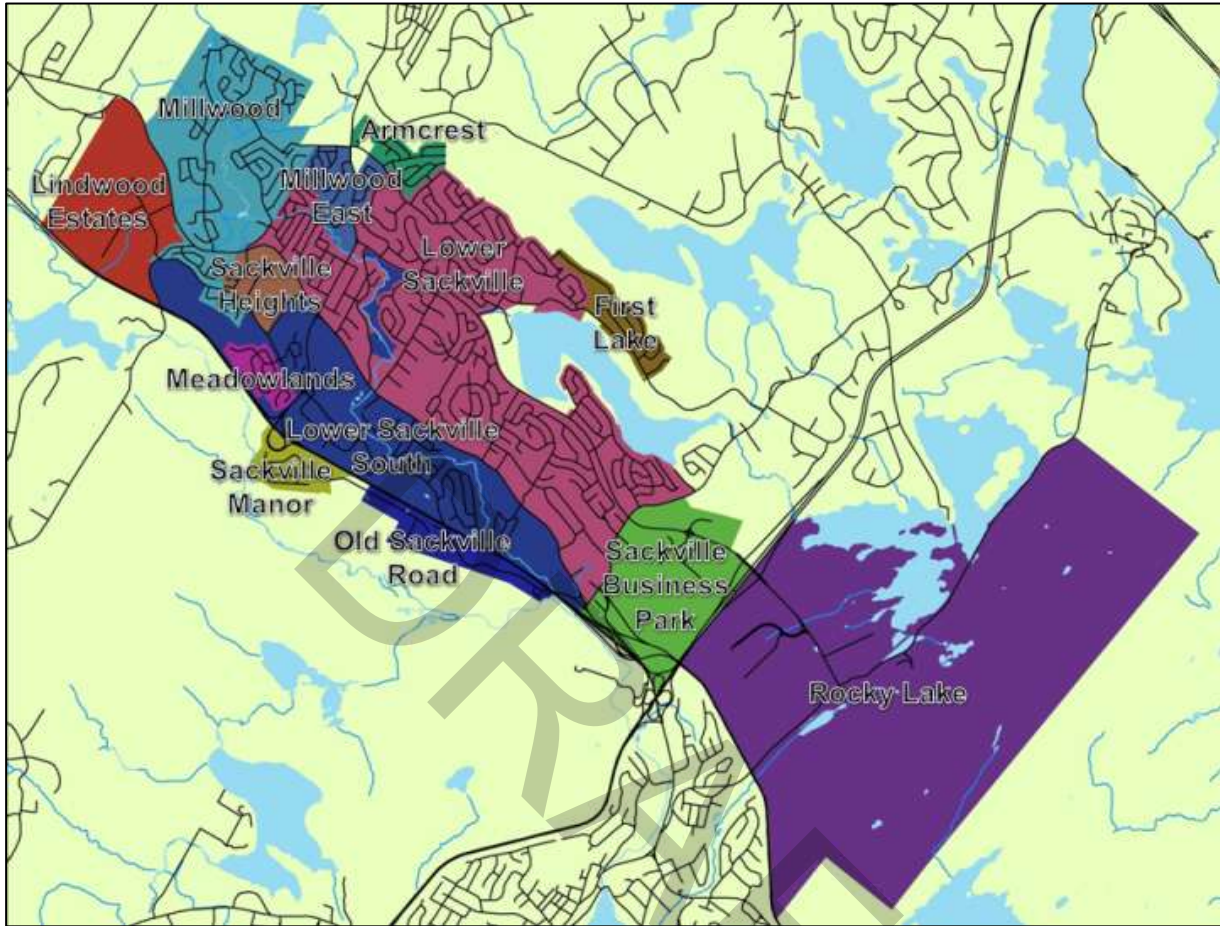 Millwood
Armcrest
Lindwood
Estates
Millwood
East
Lower
Sackville
Sackville
Heights
First
Lake
Meadowlands
Lower Sackville
South
Sackville
Manor
Old Sackville
Road
Sackville
Business
Park
Rocky Lake
DRAFT